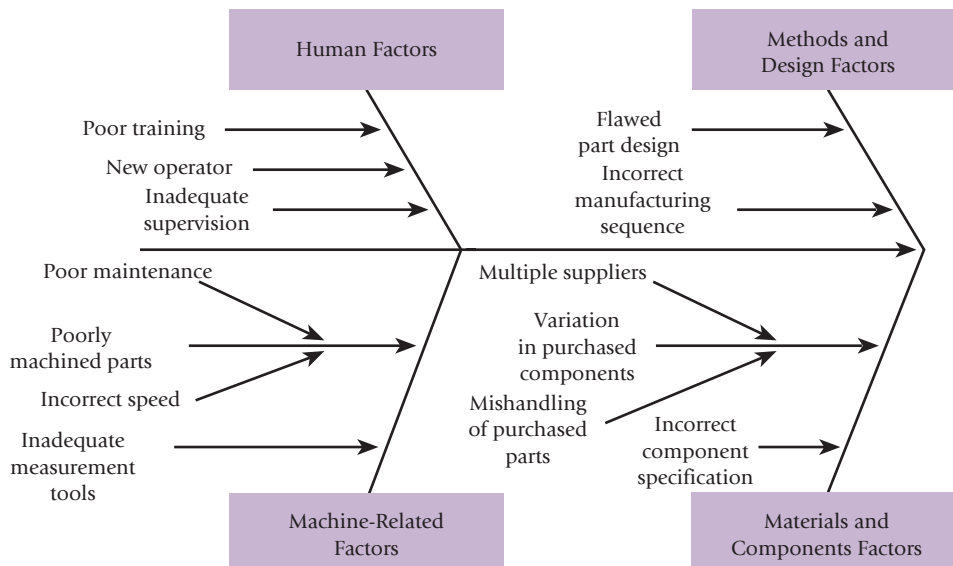 Human Factors
Methods and
Design Factors
Poor training
New operator
Inadequate
supervision
Flawed
part design
Incorrect
manufacturing
sequence
Poor maintenance
Poorly
machined parts
Incorrect speed
Inadequate
measurement
tools
Multiple suppliers
Variation
in purchased
components
Mishandling
of purchased
parts
Incorrect
component
specification
Machine-Related
Factors
Materials and
Components Factors